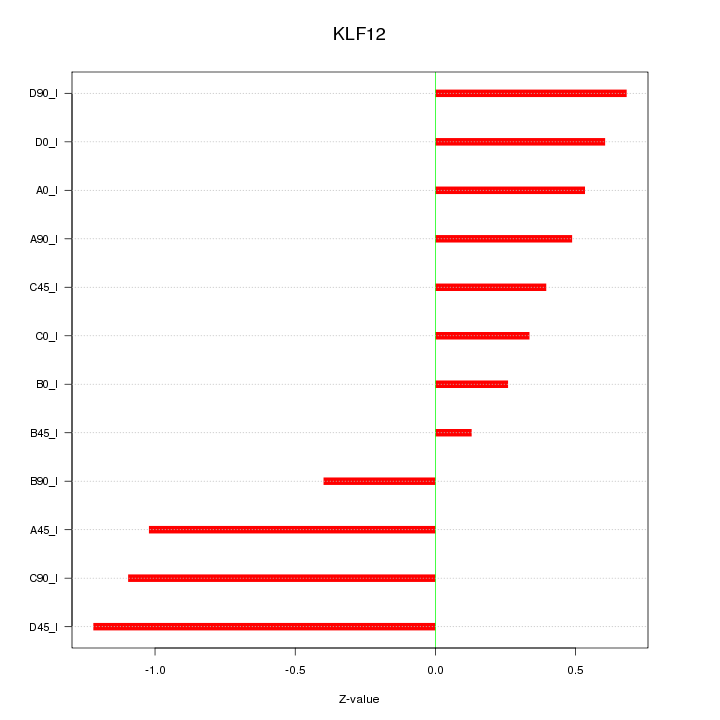 KLF12
D90_I
D0_I
A0_I
A90_I
C45_I
C0_I
B0_I
B45_I
B90_I
A45_I
C90_I
D45_I
-1.0 -0.5 0.0 0.5
Z-value